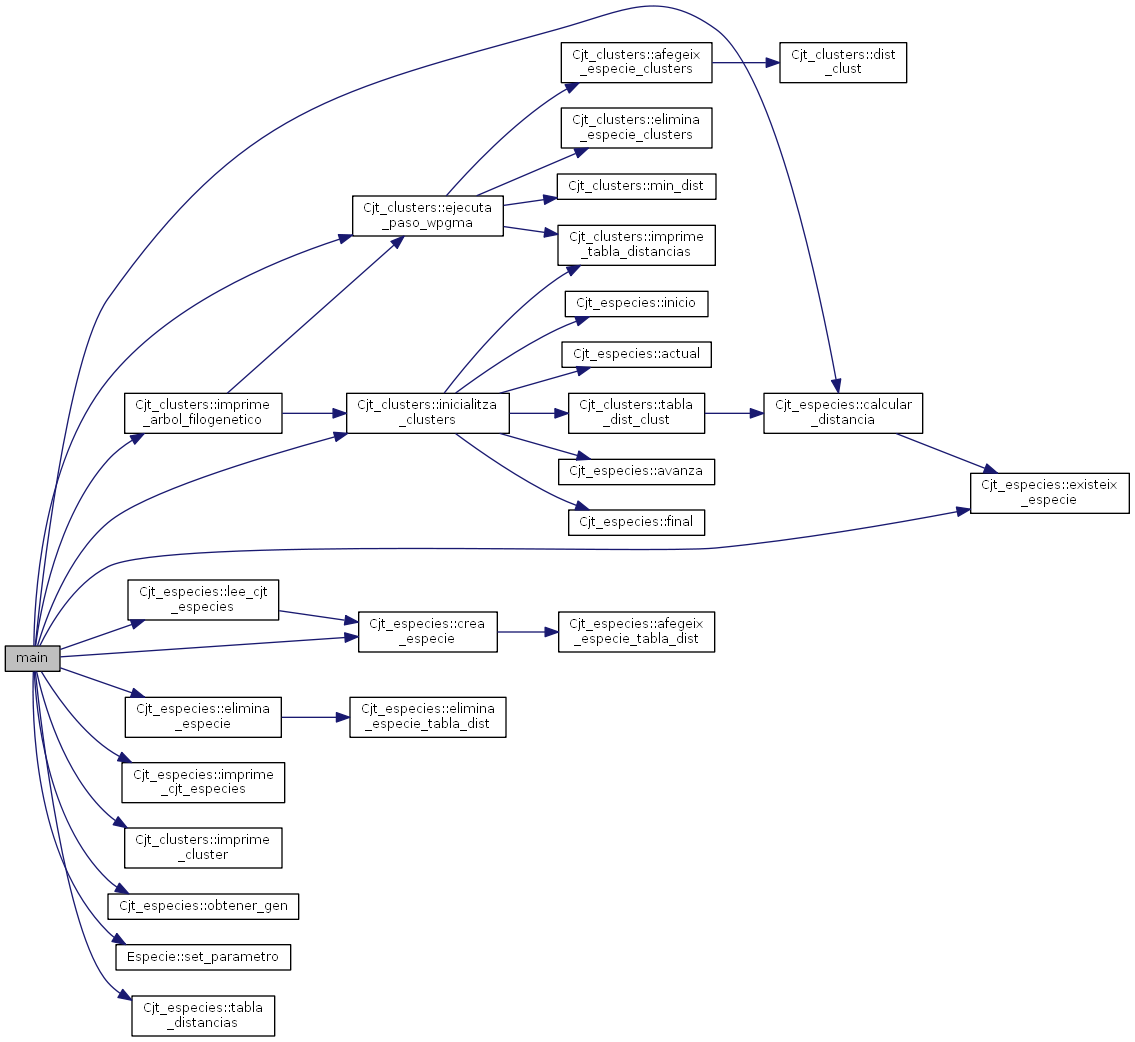 Cjt_clusters::afegeix
_especie_clusters
Cjt_clusters::dist
_clust
Cjt_clusters::elimina
_especie_clusters
Cjt_clusters::min_dist
Cjt_clusters::ejecuta
_paso_wpgma
Cjt_clusters::imprime
_tabla_distancias
Cjt_especies::inicio
Cjt_especies::actual
Cjt_clusters::imprime
_arbol_filogenetico
Cjt_clusters::inicialitza
_clusters
Cjt_clusters::tabla
_dist_clust
Cjt_especies::calcular
_distancia
Cjt_especies::avanza
Cjt_especies::existeix
_especie
Cjt_especies::final
Cjt_especies::lee_cjt
_especies
Cjt_especies::crea
_especie
Cjt_especies::afegeix
_especie_tabla_dist
main
Cjt_especies::elimina
_especie
Cjt_especies::elimina
_especie_tabla_dist
Cjt_especies::imprime
_cjt_especies
Cjt_clusters::imprime
_cluster
Cjt_especies::obtener_gen
Especie::set_parametro
Cjt_especies::tabla
_distancias